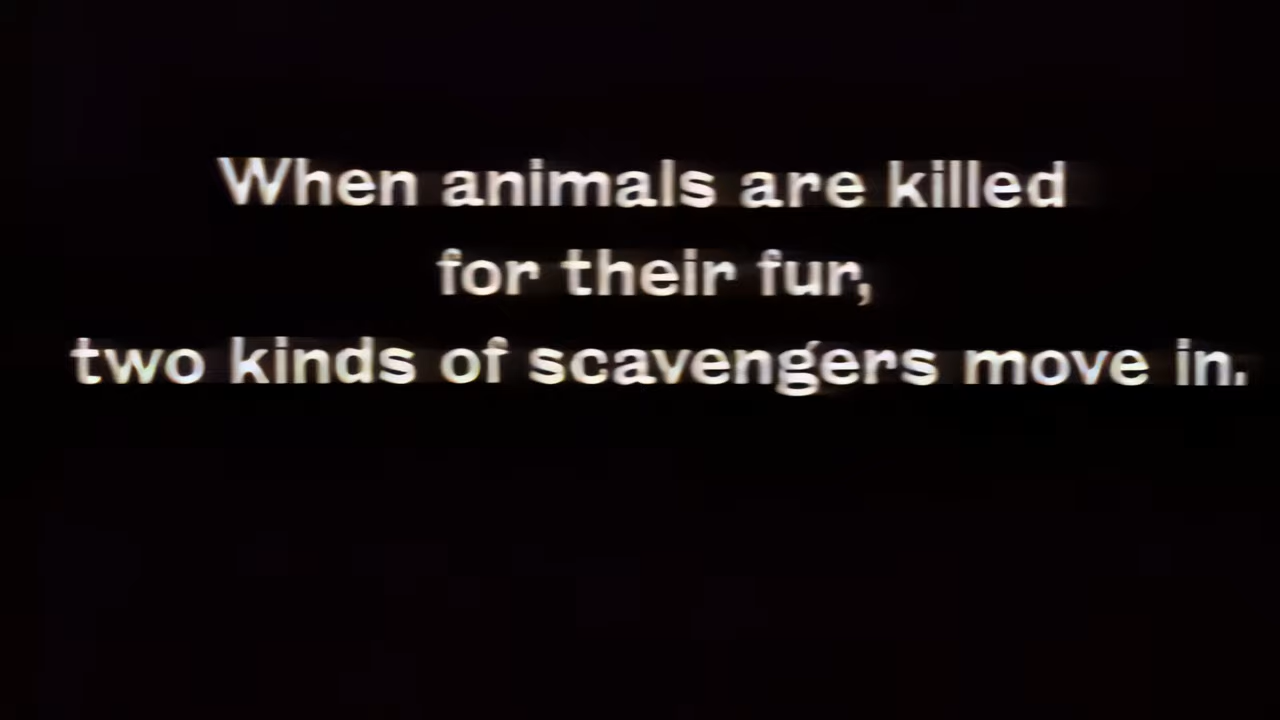 When animals are killed
for their fur,
two kinds of scavengers move in.